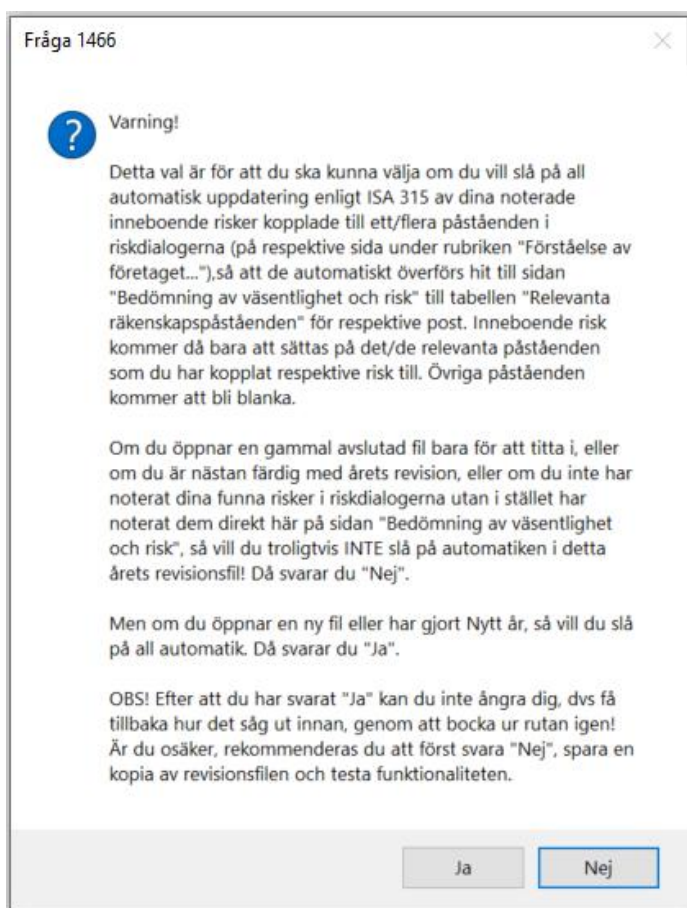 Fråga 1466
Varning!
Detta val är för att du ska kunna välja om du vill slå på all
automatisk uppdatering enligt ISA 315 av dina noterade
inneboende risker kopplade till ett/flera påståenden i
riskdialogerna (på respektive sida under rubriken "Förståelse av
företaget..."),så att de automatiskt överförs hit till sidan
"Bedömning av väsentlighet och risk" till tabellen "Relevanta
räkenskapspåståenden" för respektive post. Inneboende risk
kommer då bara att sättas på det/de relevanta påståenden
som du har kopplat respektive risk till. Övriga påståenden
kommer att bli blanka.
Om du öppnar en gammal avslutad fil bara för att titta i, eller
om du är nästan färdig med årets revision, eller om du inte har
noterat dina funna risker i riskdialogerna utan i stället har
noterat dem direkt här på sidan "Bedömning av väsentlighet
och risk", så vill du troligtvis INTE slå på automatiken i detta
årets revisionsfil! Då svarar du "Nej".
Men om du öppnar en ny fil eller har gjort Nytt år, så vill du slå
på all automatik. Då svarar du "Ja".
OBS! Efter att du har svarat "Ja" kan du inte ångra dig, dvs få
tillbaka hur det såg ut innan, genom att bocka ur rutan igen!
Är du osäker, rekommenderas du att först svara "Nej", spara en
kopia av revisionsfilen och testa funktionaliteten.
Ja
Nej